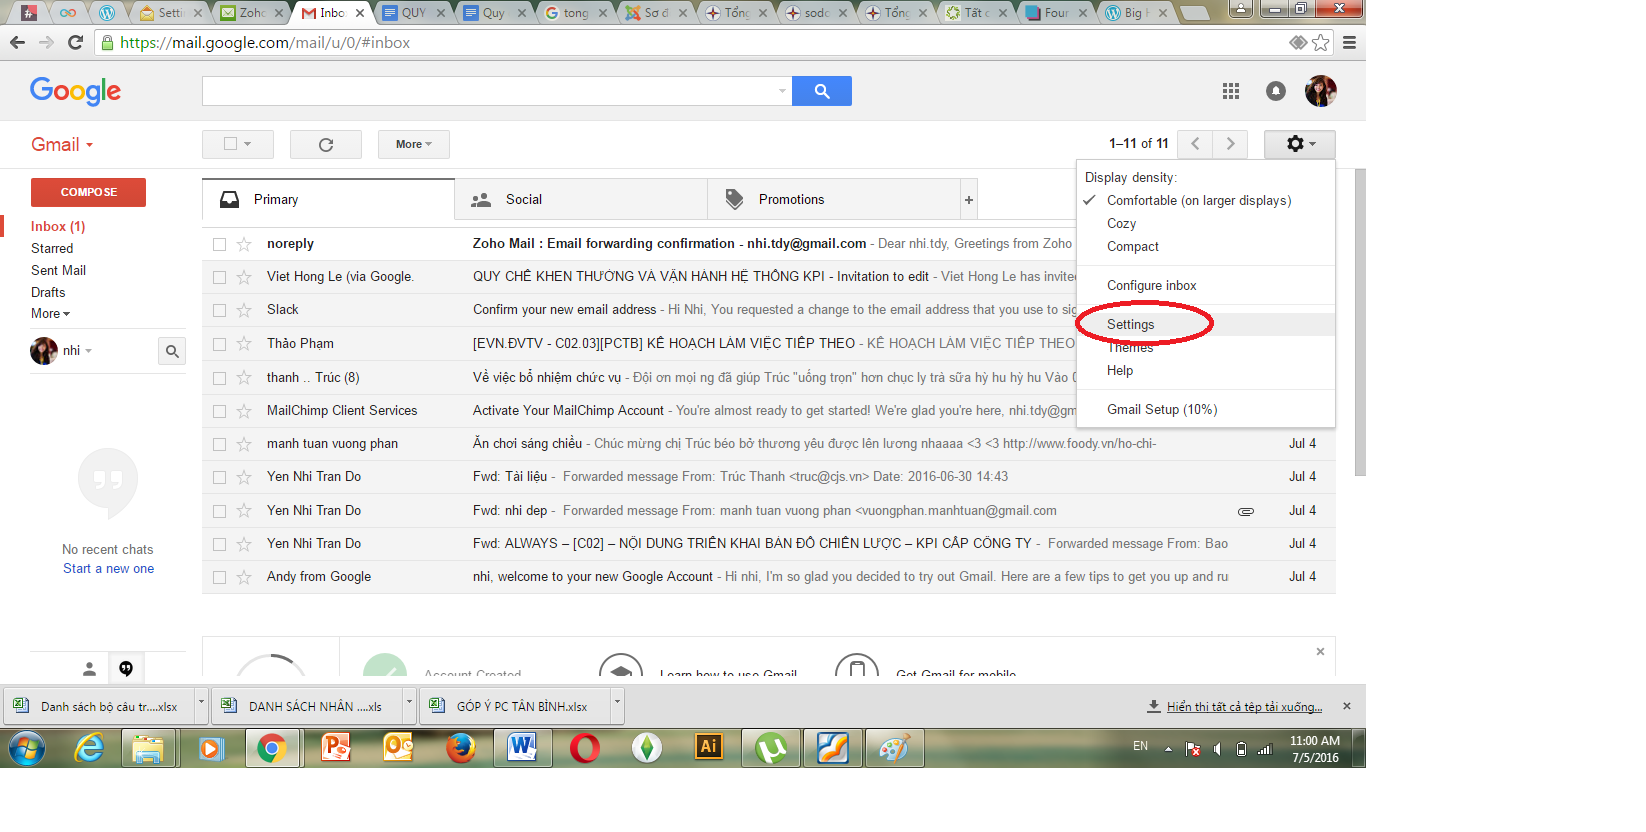 Setti
Zoho
Inbo
QUY
Quy
tong
Sơ đ
Tổng
sodo
Tổng
Tất c
Four
Big H
https://mail.google.com/mail/u/0/#inbox
Google
Gmail
More
1–11 of 11
COMPOSE
Inbox (1)
Starred
Sent Mail
Drafts
More
nhi
No recent chats
Start a new one
Primary
Social
Promotions
+
Display density:
Comfortable (on larger displays)
Cozy
Compact
Configure inbox
Settings
Themes
Help
Gmail Setup (10%)
noreply Zoho Mail : Email forwarding confirmation - nhi.tdy@gmail.com - Dear nhi.tdy, Greetings from Zoho
Viet Hong Le (via Google. QUY CHẾ KHEN THƯỞNG VÀ VẬN HÀNH HỆ THỐNG KPI - Invitation to edit - Viet Hong Le has invite
Slack Confirm your new email address - Hi Nhi, You requested a change to the email address that you use to sig
Thảo Phạm [EVN.ĐVTV - C02.03][PCTB] KẾ HOẠCH LÀM VIỆC TIẾP THEO - KẾ HOẠCH LÀM VIỆC TIẾP THEO
thanh .. Trúc (8) Về việc bổ nhiệm chức vụ - Đội ơn mọi ng đã giúp Trúc "uống trọn" hơn chục ly trà sữa hỳ hu hỳ hu Vào 0
MailChimp Client Services Activate Your MailChimp Account - You're almost ready to get started! We're glad you're here, nhi.tdy@gm
manh tuan vuong phan Ăn chơi sáng chiều - Chúc mừng chị Trúc béo bở thương yêu được lên lương nhaaaa <3 <3 http://www.foody.vn/ho-chi- Jul 4
Yen Nhi Tran Do Fwd: Tài liệu - Forwarded message From: Trúc Thanh <truc@cjs.vn> Date: 2016-06-30 14:43 Jul 4
Yen Nhi Tran Do Fwd: nhi dep - Forwarded message From: manh tuan vuong phan <vuongphan.manhtuan@gmail.com Jul 4
Yen Nhi Tran Do Fwd: ALWAYS – [C02] – NỘI DUNG TRIỂN KHAI BẢN ĐỒ CHIẾN LƯỢC – KPI CẤP CÔNG TY - Forwarded message From: Bao Jul 4
Andy from Google nhi, welcome to your new Google Account - Hi nhi, I'm so glad you decided to try out Gmail. Here are a few tips to get you up and ru Jul 4
Account Created
Learn how to use Gmail
Get Gmail for mobile
Danh sách bộ câu tr....xlsx
DANH SÁCH NHÂN ....xls
GÓP Ý PC TÂN BÌNH.xlsx
Hiển thị tất cả tệp tải xuống...
Ai
EN
11:00 AM
7/5/2016